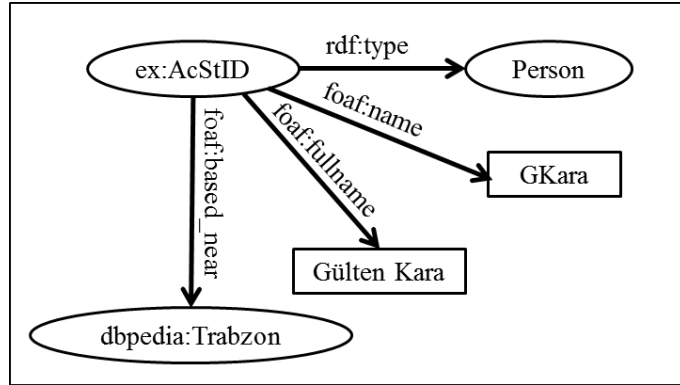 ex:AcStID
rdf:type
Person
foaf:name
GKara
foaf:fullname
Gülten Kara
foaf:based_near
dbpedia:Trabzon